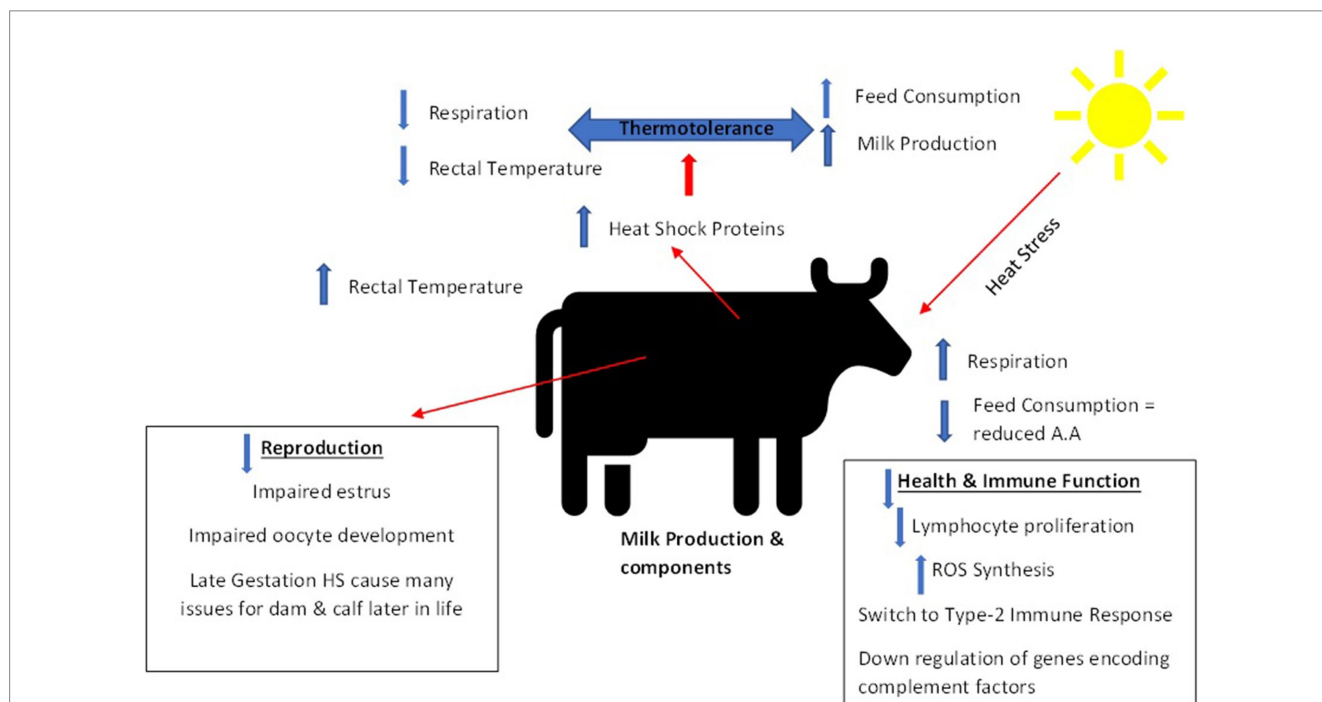 Respiration
Rectal Temperature
Thermotolerance
Feed Consumption
Milk Production
Heat Shock Proteins
Rectal Temperature
Heat Stress
Respiration
Feed Consumption =
reduced A.A
Reproduction
Impaired estrus
Impaired oocyte development
Late Gestation HS cause many
issues for dam & calf later in life
Milk Production &
components
Health & Immune Function
Lymphocyte proliferation
ROS Synthesis
Switch to Type-2 Immune Response
Down regulation of genes encoding
complement factors